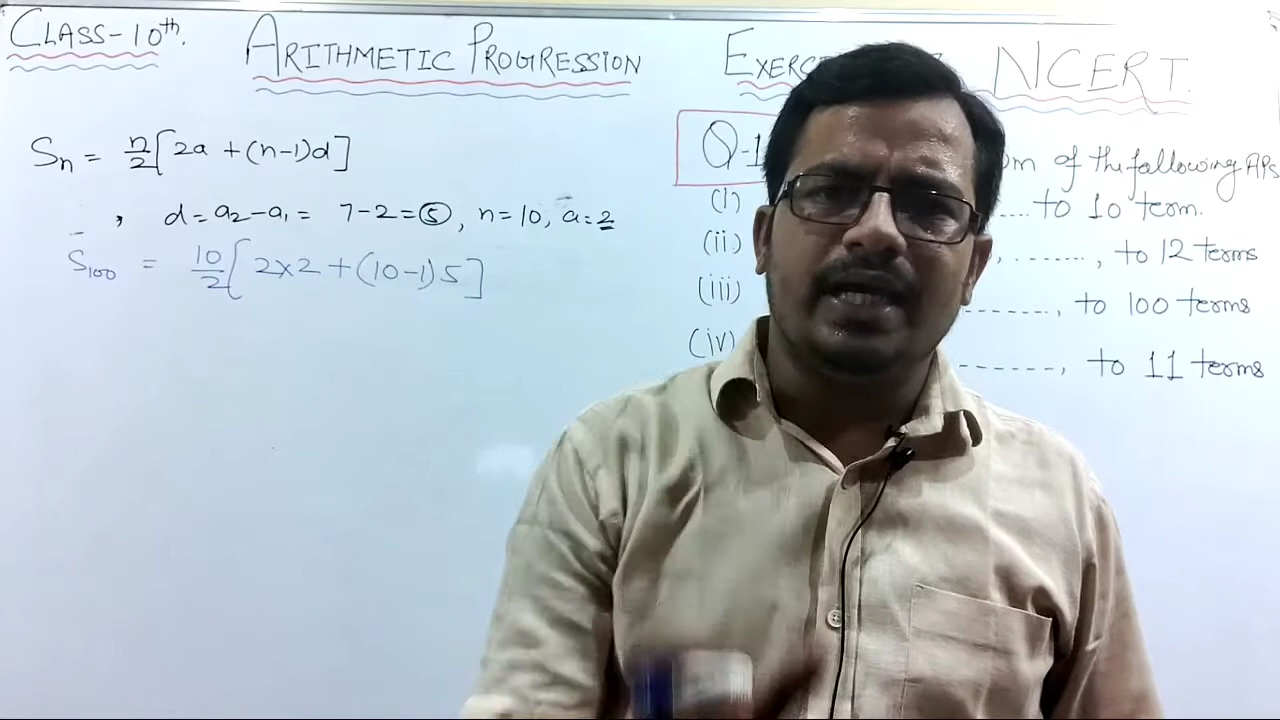 CLASS-10th.
ARITHMETIC PROGRESSION
NCERT
Sn = n/2[2a + (n-1)d]
, d = a2 - a1 = 7-2 = 5, n = 10, a = 2
S100 = 10/2[2×2 + (10-1)5]
Q-1
of the following APs
(i) .... to 10 term.
(ii) , ........, to 12 terms
(iii) -------, to 100 terms
(iv) ------, to 11 terms